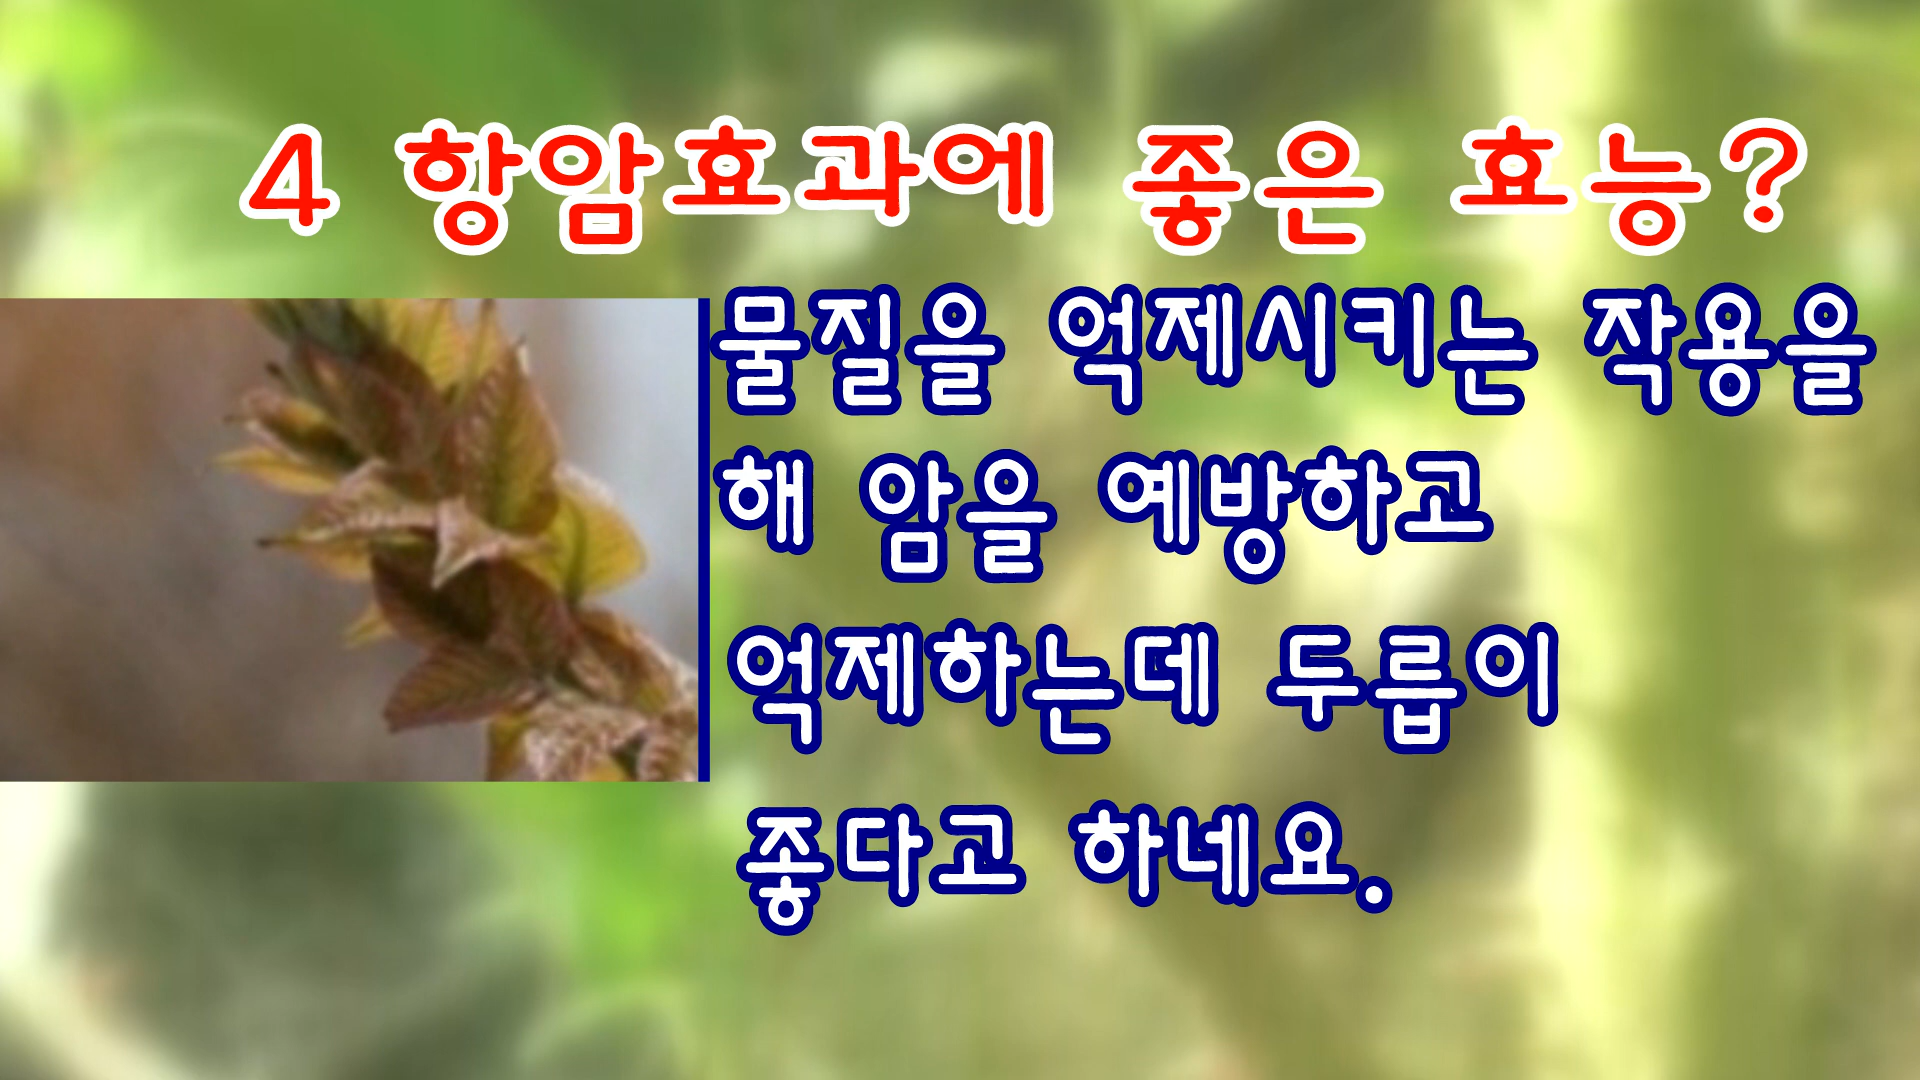 4 항암효과에 좋은 효능?
물질을 억제시키는 작용을
해 암을 예방하고
억제하는데 두릅이
좋다고 하네요.